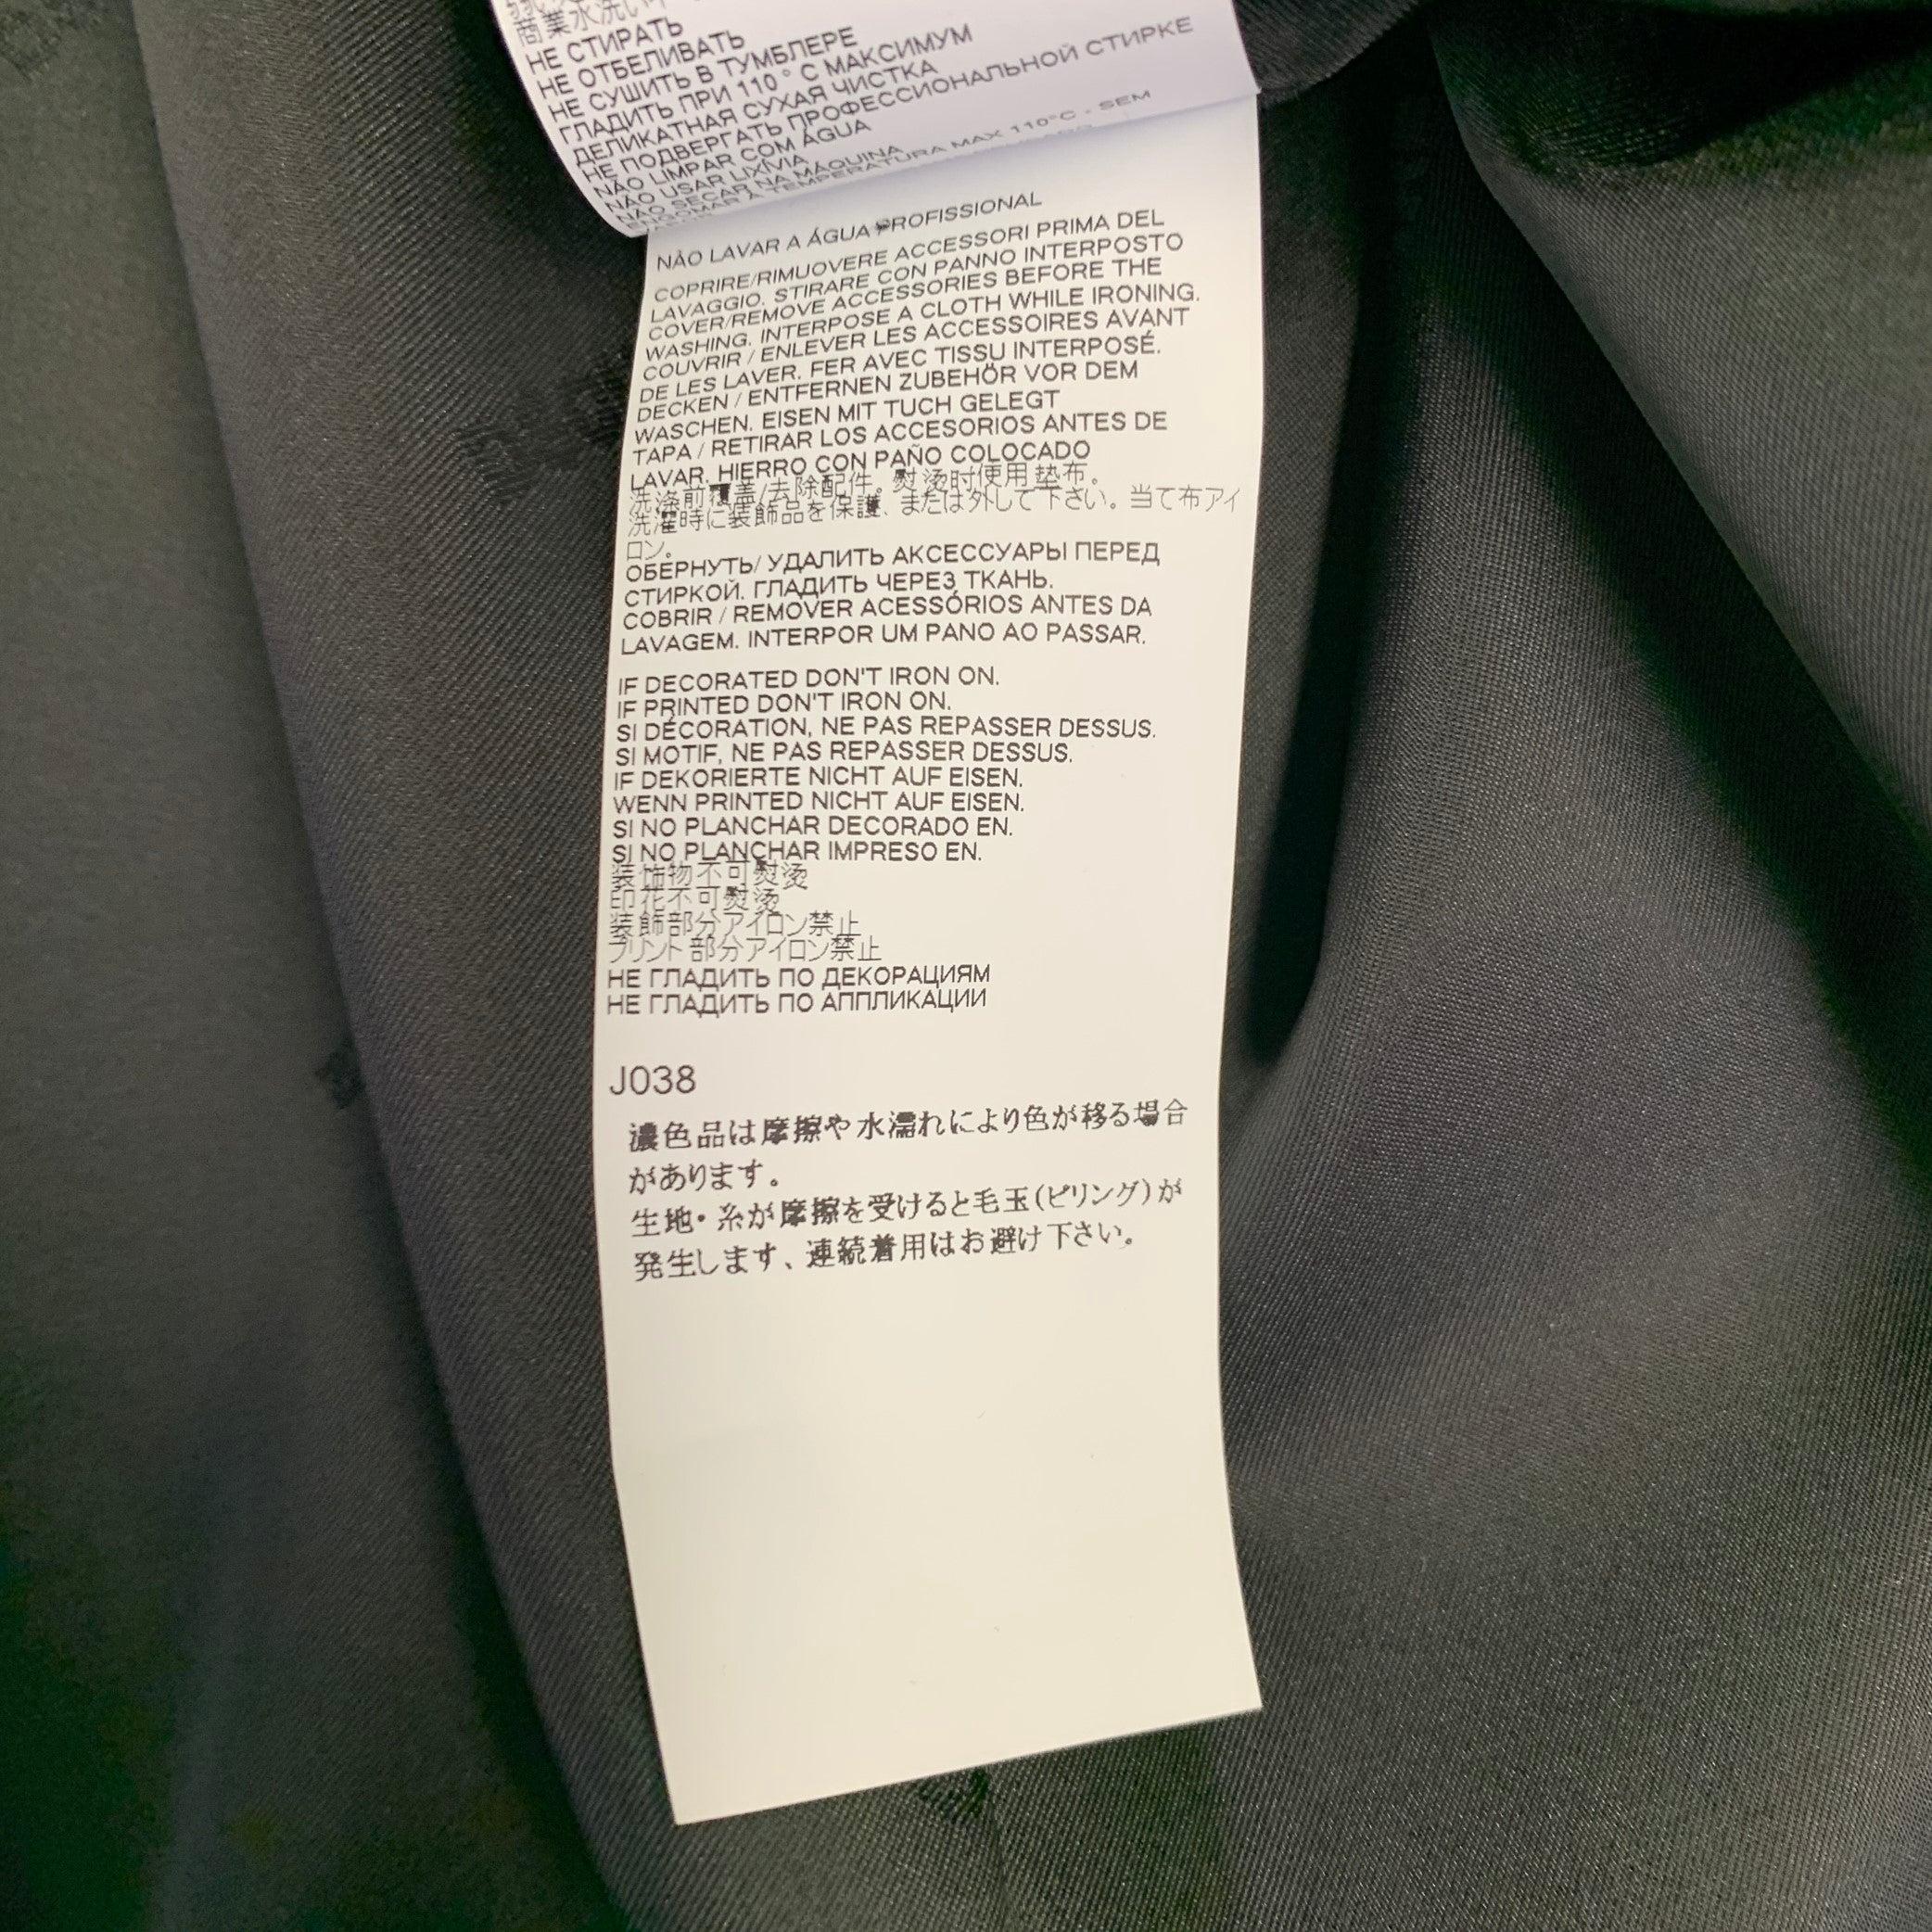 商業水洗い不
НЕ СТИРАТЬ
НЕ ОТБЕЛИВАТЬ
НЕ СУШИТЬ В ТУМБЛЕРЕ
ГЛАДИТЬ ПРИ 110° C МАКСИМУМ
ДЕЛИКАТНАЯ СУХАЯ ЧИСТКА
НЕ ПОДВЕРГАТЬ ПРОФЕССИОНАЛЬНОЙ СТИРКЕ
NÃO LIMPAR COM ÁGUA
NÃO USAR LIXÍVIA
NÃO SECAR NA MÁQUINA
ENGOMAR A TEMPERATURA MAX 110°C - SEM
NÃO LAVAR A ÁGUA PROFISSIONAL
COPRIRE/RIMUOVERE ACCESSORI PRIMA DEL
LAVAGGIO. STIRARE CON PANNO INTERPOSTO
COVER/REMOVE ACCESSORIES BEFORE THE
WASHING. INTERPOSE A CLOTH WHILE IRONING.
COUVRIR / ENLEVER LES ACCESSOIRES AVANT
DE LES LAVER. FER AVEC TISSU INTERPOSÉ.
DECKEN / ENTFERNEN ZUBEHÖR VOR DEM
WASCHEN. EISEN MIT TUCH GELEGT
TAPA / RETIRAR LOS ACCESORIOS ANTES DE
LAVAR. HIERRO CON PAÑO COLOCADO
洗涤前覆盖/去除配件。熨烫时使用垫布。
洗濯時に装飾品を保護、または外して下さい。当て布アイ
ロン。
ОБЕРНУТЬ/ УДАЛИТЬ АКСЕССУАРЫ ПЕРЕД
СТИРКОЙ. ГЛАДИТЬ ЧЕРЕЗ ТКАНЬ.
COBRIR / REMOVER ACESSÓRIOS ANTES DA
LAVAGEM. INTERPOR UM PANO AO PASSAR.
IF DECORATED DON'T IRON ON.
IF PRINTED DON'T IRON ON.
SI DÉCORATION, NE PAS REPASSER DESSUS.
SI MOTIF, NE PAS REPASSER DESSUS.
IF DEKORIERTE NICHT AUF EISEN.
WENN PRINTED NICHT AUF EISEN.
SI NO PLANCHAR DECORADO EN.
SI NO PLANCHAR IMPRESO EN.
装饰物不可熨烫
印花不可熨烫
装飾部分アイロン禁止
プリント部分アイロン禁止
НЕ ГЛАДИТЬ ПО ДЕКОРАЦИЯМ
НЕ ГЛАДИТЬ ПО АППЛИКАЦИИ
J038
濃色品は摩擦や水濡れにより色が移る場合
があります。
生地・糸が摩擦を受けると毛玉(ピリング)が
発生します、連続着用はお避け下さい。